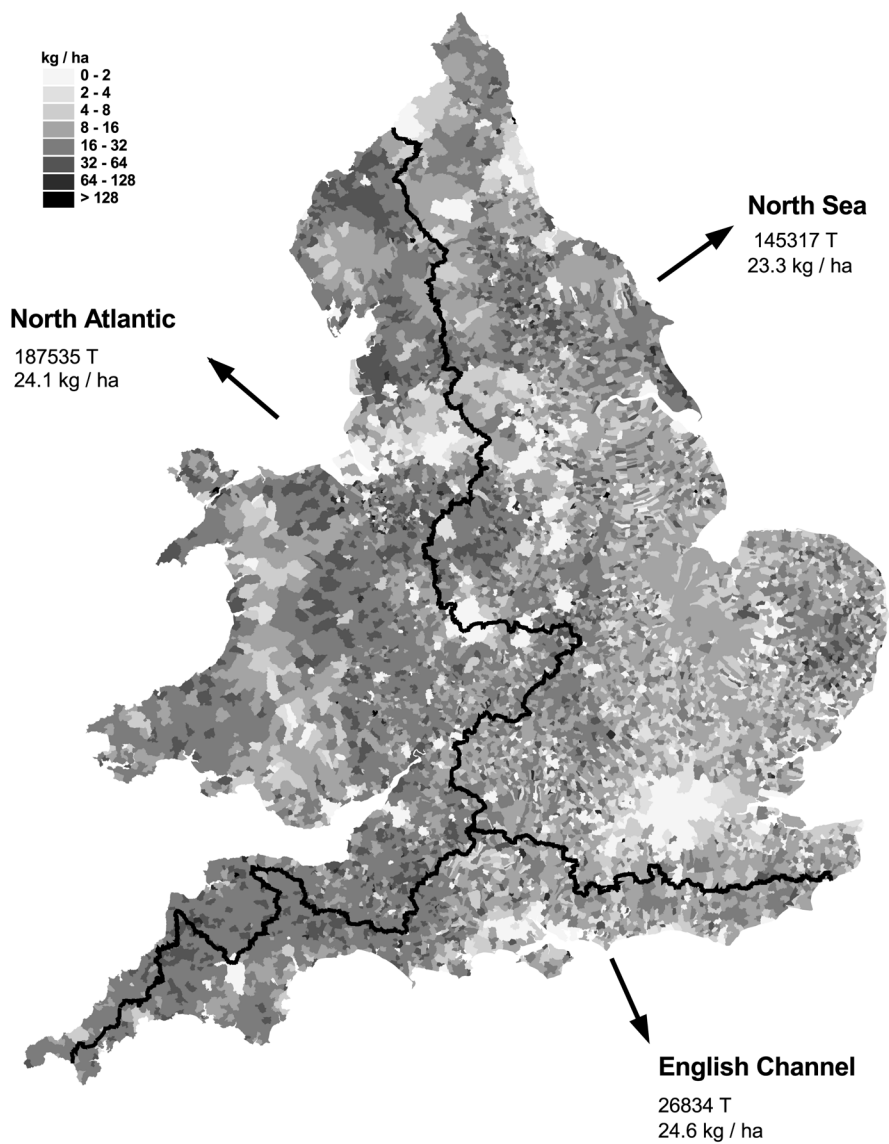 kg / ha
0 - 2
2 - 4
4 - 8
8 - 16
16 - 32
32 - 64
64 - 128
> 128
North Sea
145317 T
23.3 kg / ha
North Atlantic
187535 T
24.1 kg / ha
English Channel
26834 T
24.6 kg / ha